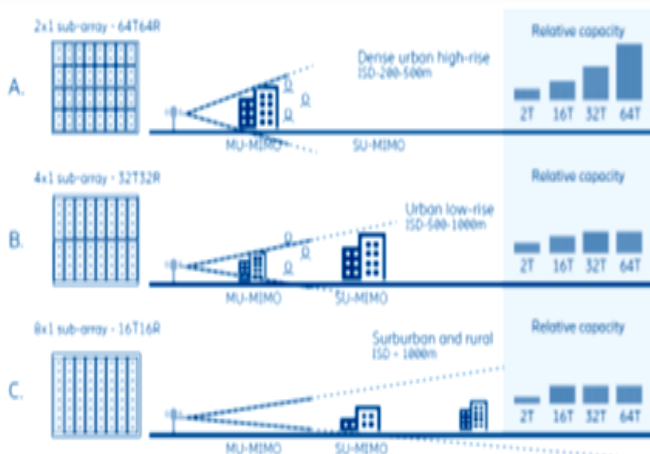 2x1 sub-array - 64T64R
A.
Dense urban high-rise
ISD-200-500m
MU-MIMO
SU-MIMO
Relative capacity
2T 16T 32T 64T
4x1 sub-array - 32T32R
B.
Urban low-rise
ISD-500-1000m
MU-MIMO
SU-MIMO
Relative capacity
2T 16T 32T 64T
8x1 sub-array - 16T16R
C.
Surburban and rural
ISD > 1000m
MU-MIMO
SU-MIMO
Relative capacity
2T 16T 32T 64T